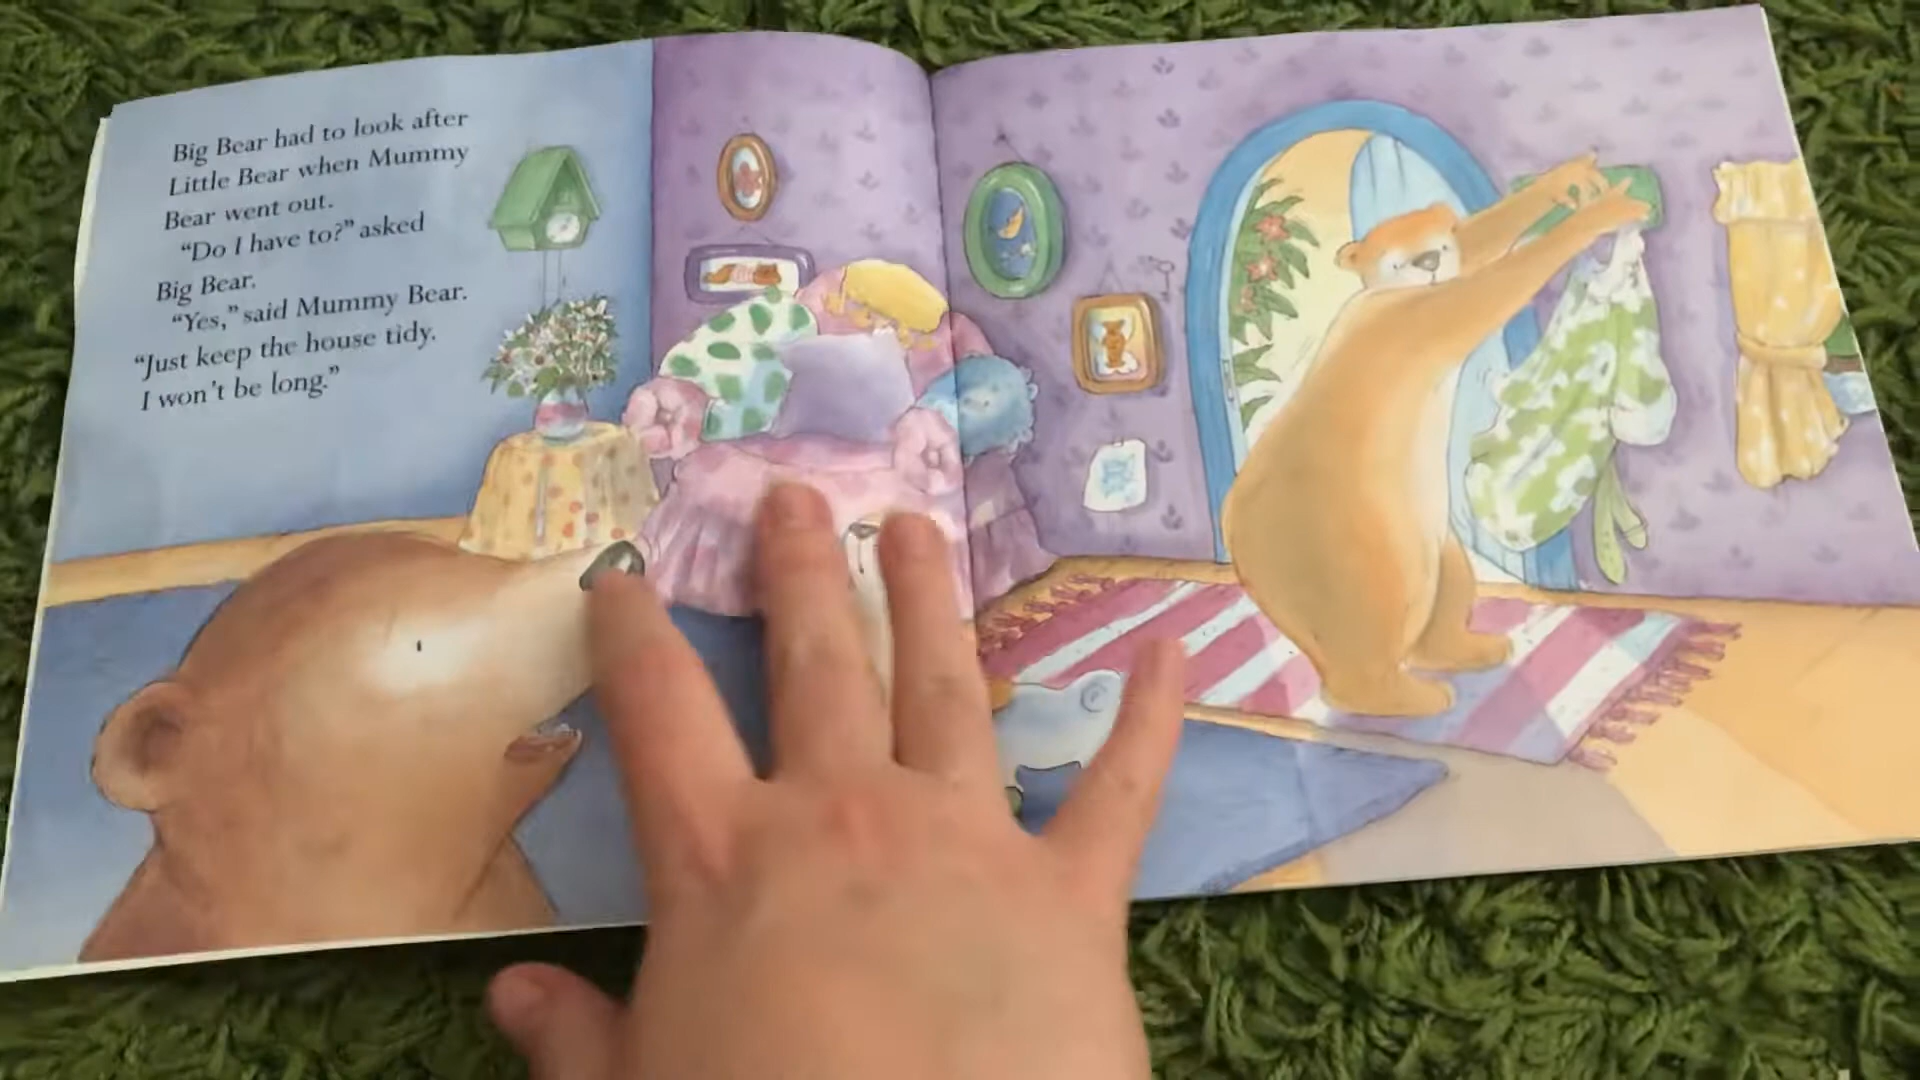 Big Bear had to look after
Little Bear when Mummy
Bear went out.
“Do I have to?” asked
Big Bear.
“Yes,” said Mummy Bear.
“Just keep the house tidy.
I won't be long.”